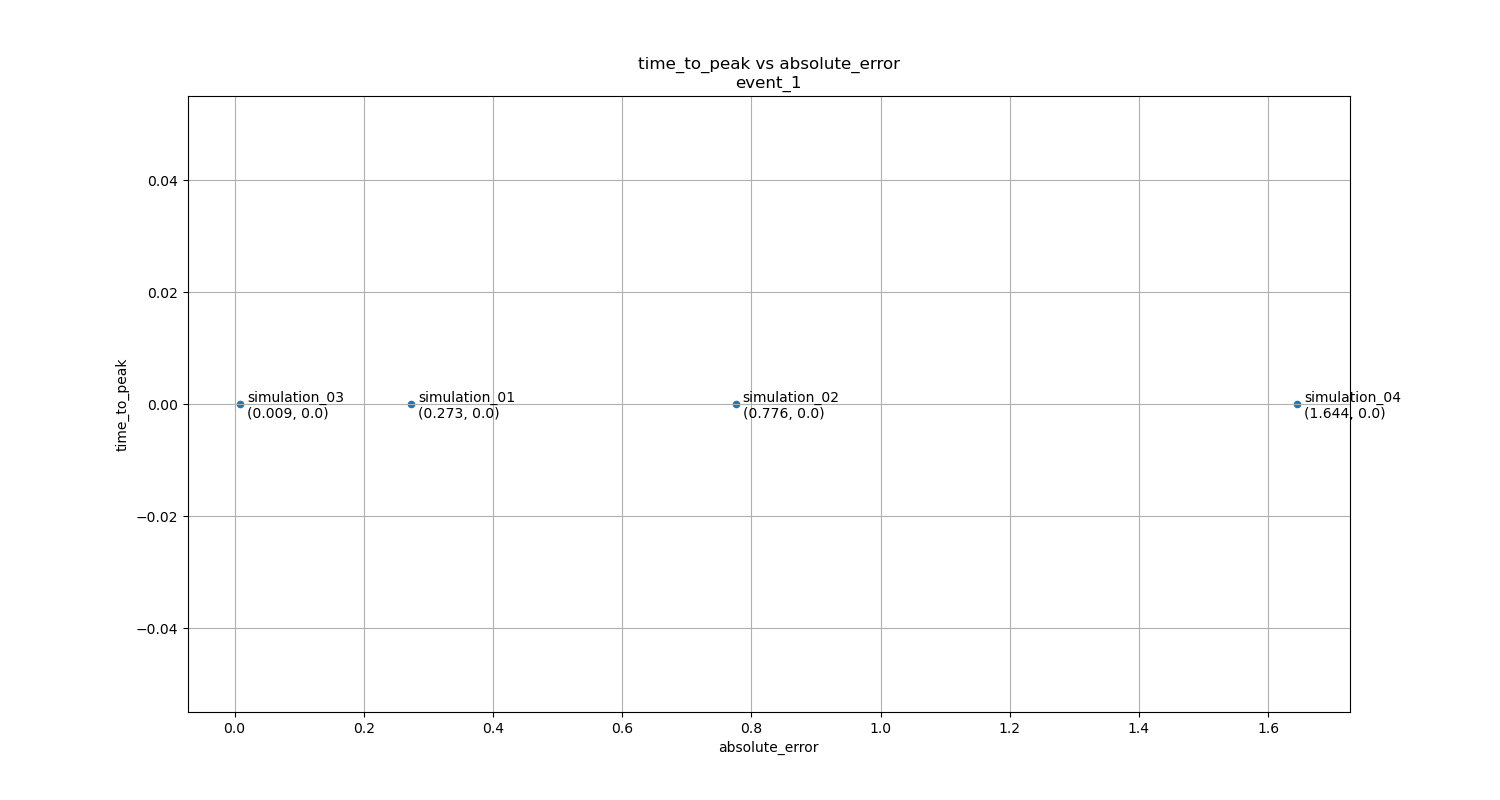 time_to_peak vs absolute_error
event_1
time_to_peak
0.04
0.02
0.00
−0.02
−0.04
simulation_03
(0.009, 0.0)
simulation_01
(0.273, 0.0)
simulation_02
(0.776, 0.0)
simulation_04
(1.644, 0.0)
0.0 0.2 0.4 0.6 0.8 1.0 1.2 1.4 1.6
absolute_error